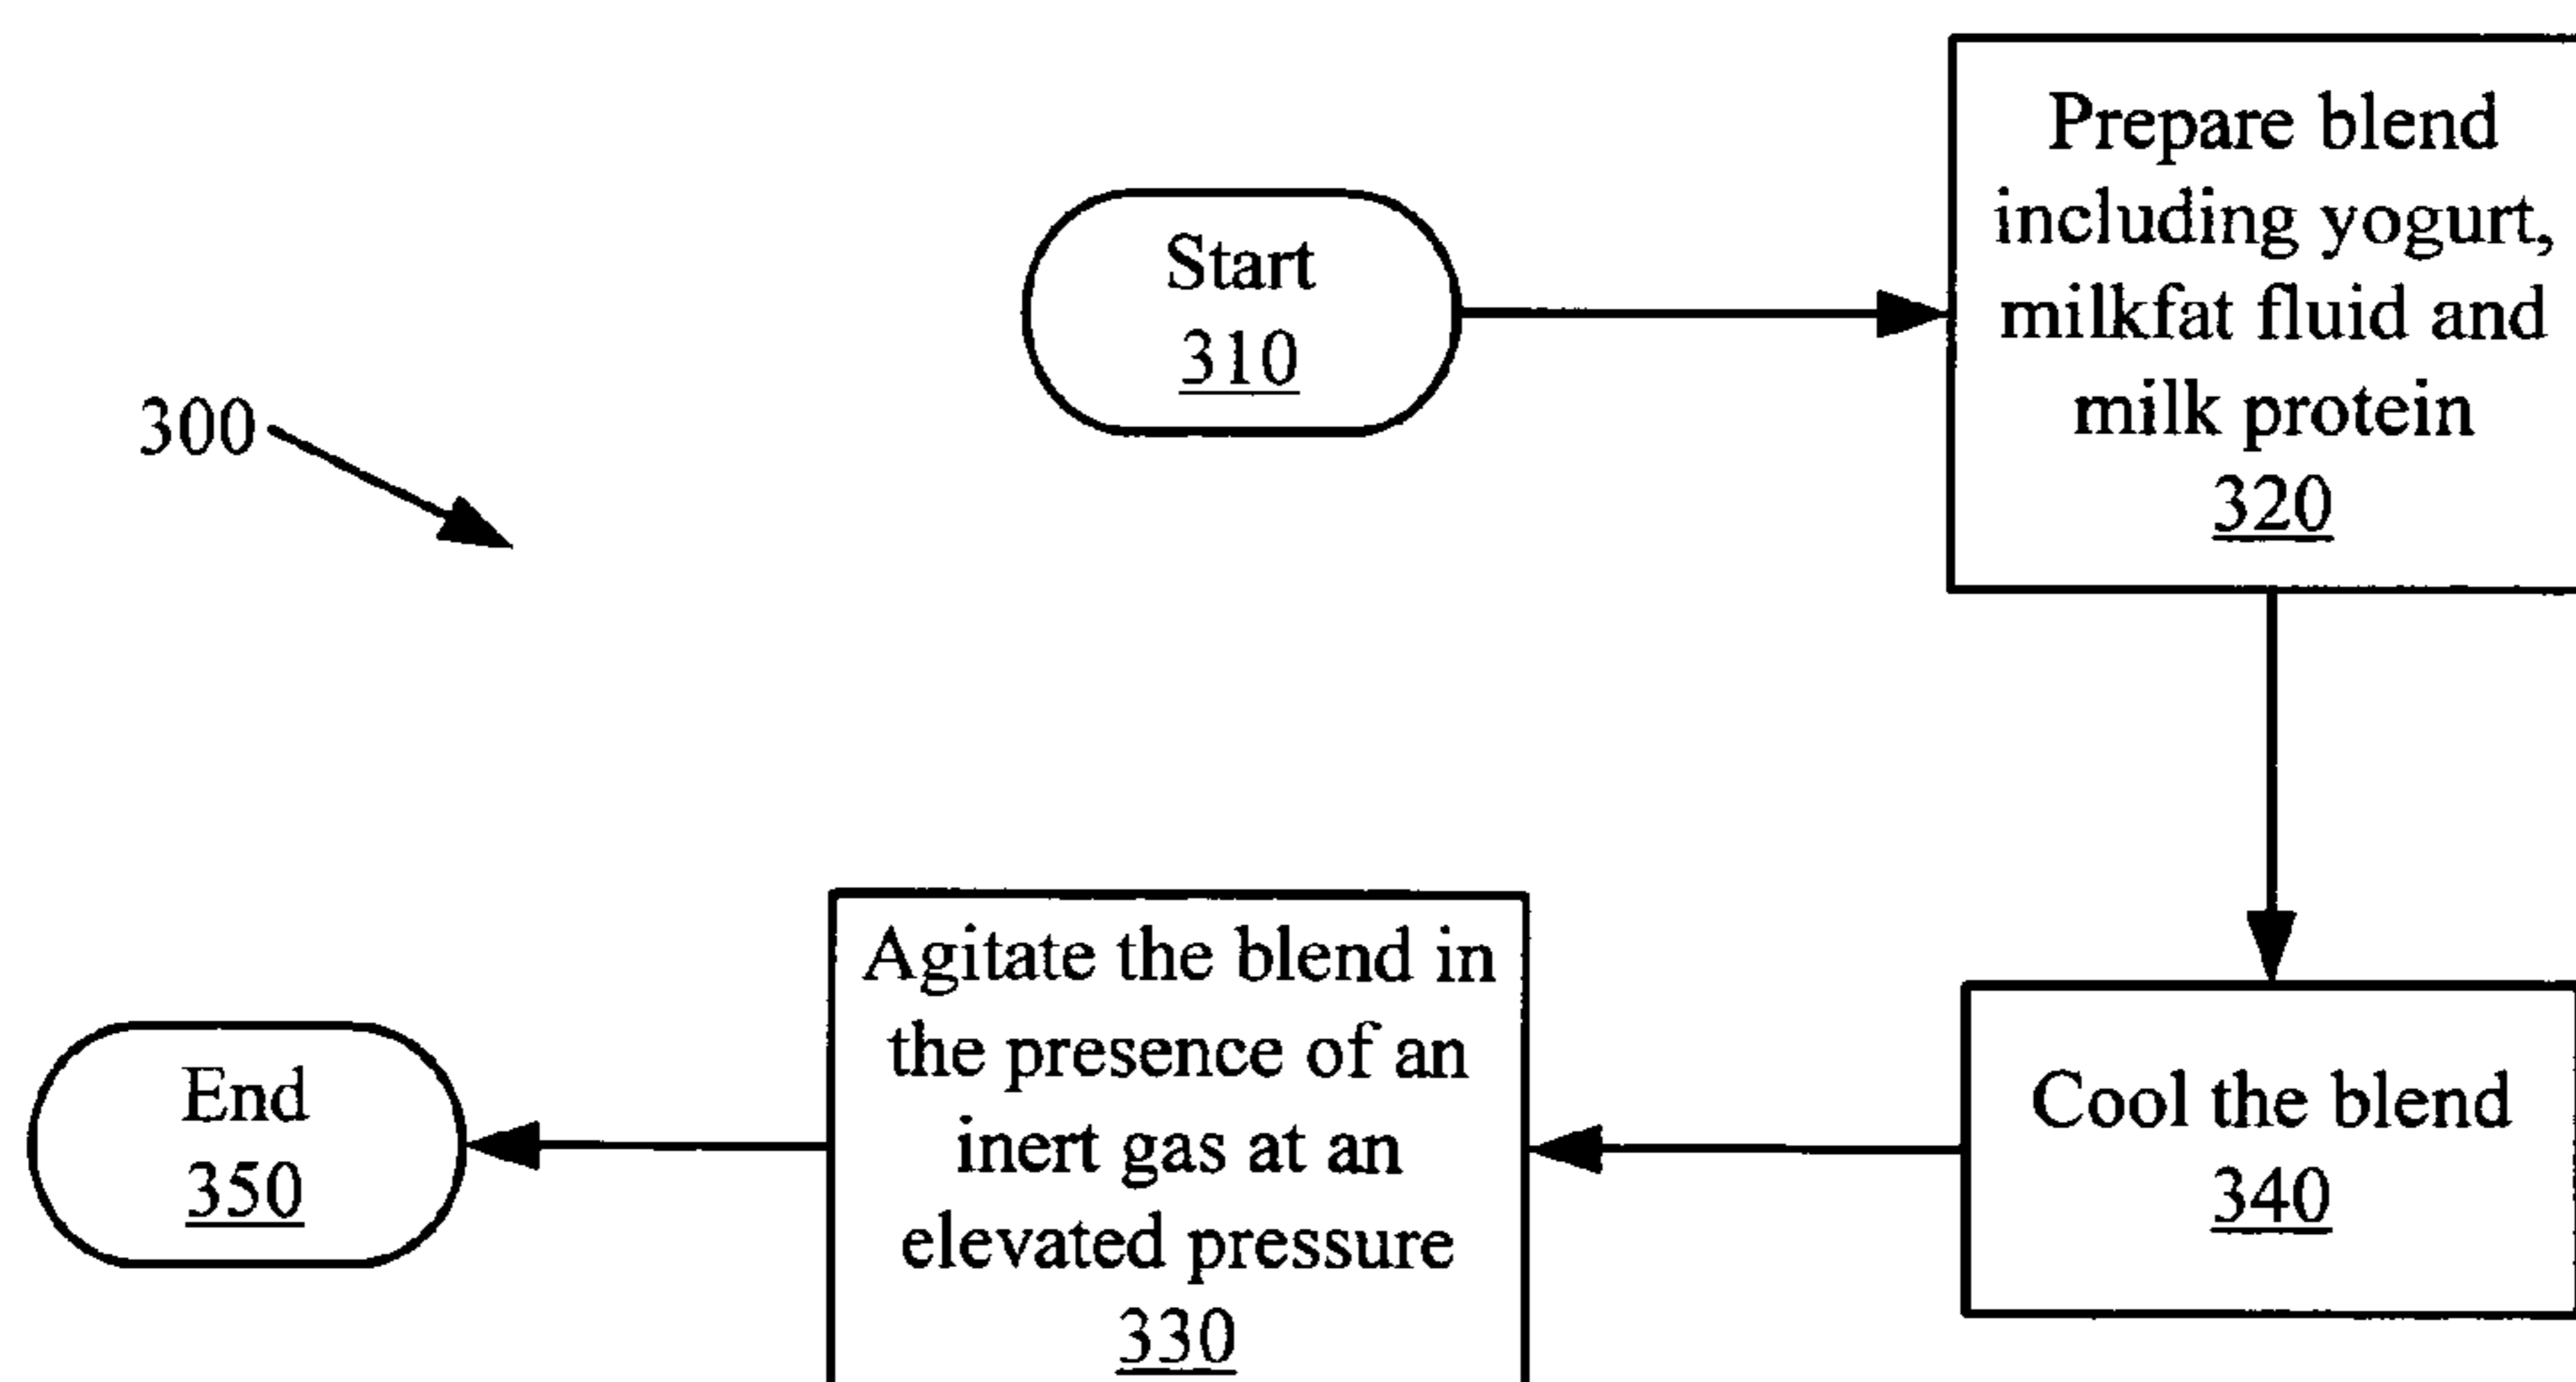 Start
310
Prepare blend
including yogurt,
milkfat fluid and
milk protein
320
300
Agitate the blend in
the presence of an
inert gas at an
elevated pressure
330
End
350
Cool the blend
340